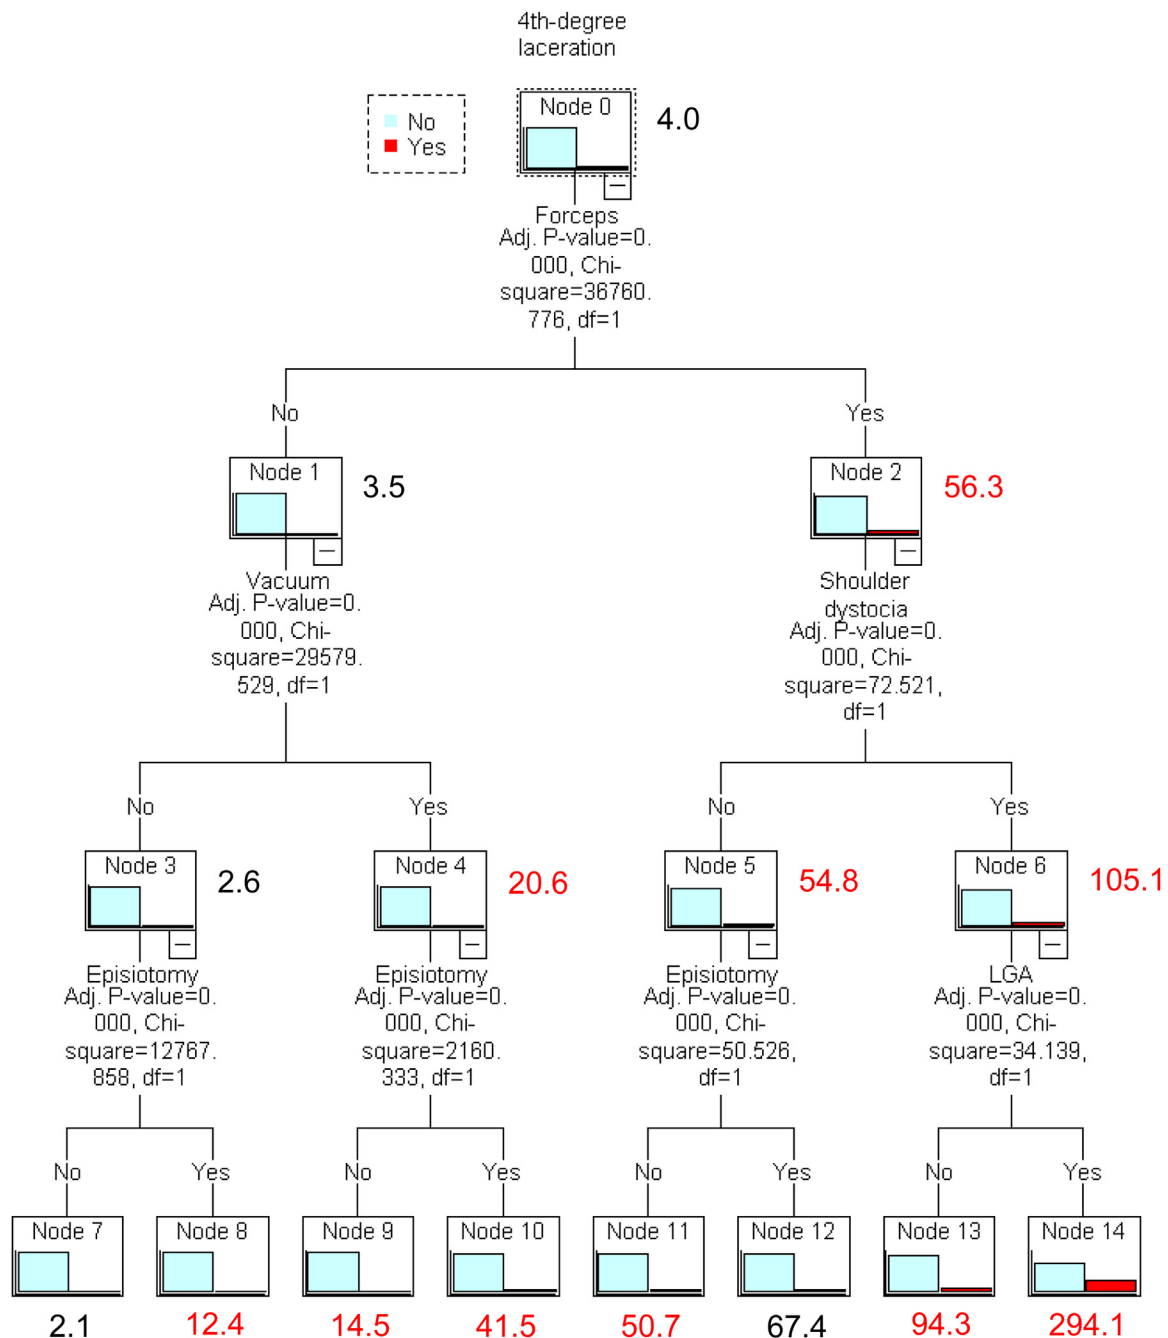 4th-degree
laceration
No
Yes
Node 0
4.0
Forceps
Adj. P-value=0.
000, Chi-
square=36760.
776, df=1
No
Yes
Node 1
3.5
Node 2
56.3
Vacuum
Adj. P-value=0.
000, Chi-
square=29579.
529, df=1
Shoulder
dystocia
Adj. P-value=0.
000, Chi-
square=72.521,
df=1
No
Yes
No
Yes
Node 3
2.6
Node 4
20.6
Node 5
54.8
Node 6
105.1
Episiotomy
Adj. P-value=0.
000, Chi-
square=12767.
858, df=1
Episiotomy
Adj. P-value=0.
000, Chi-
square=2160.
333, df=1
Episiotomy
Adj. P-value=0.
000, Chi-
square=50.526,
df=1
LGA
Adj. P-value=0.
000, Chi-
square=34.139,
df=1
No
Yes
No
Yes
No
Yes
No
Yes
Node 7
Node 8
Node 9
Node 10
Node 11
Node 12
Node 13
Node 14
2.1
12.4
14.5
41.5
50.7
67.4
94.3
294.1